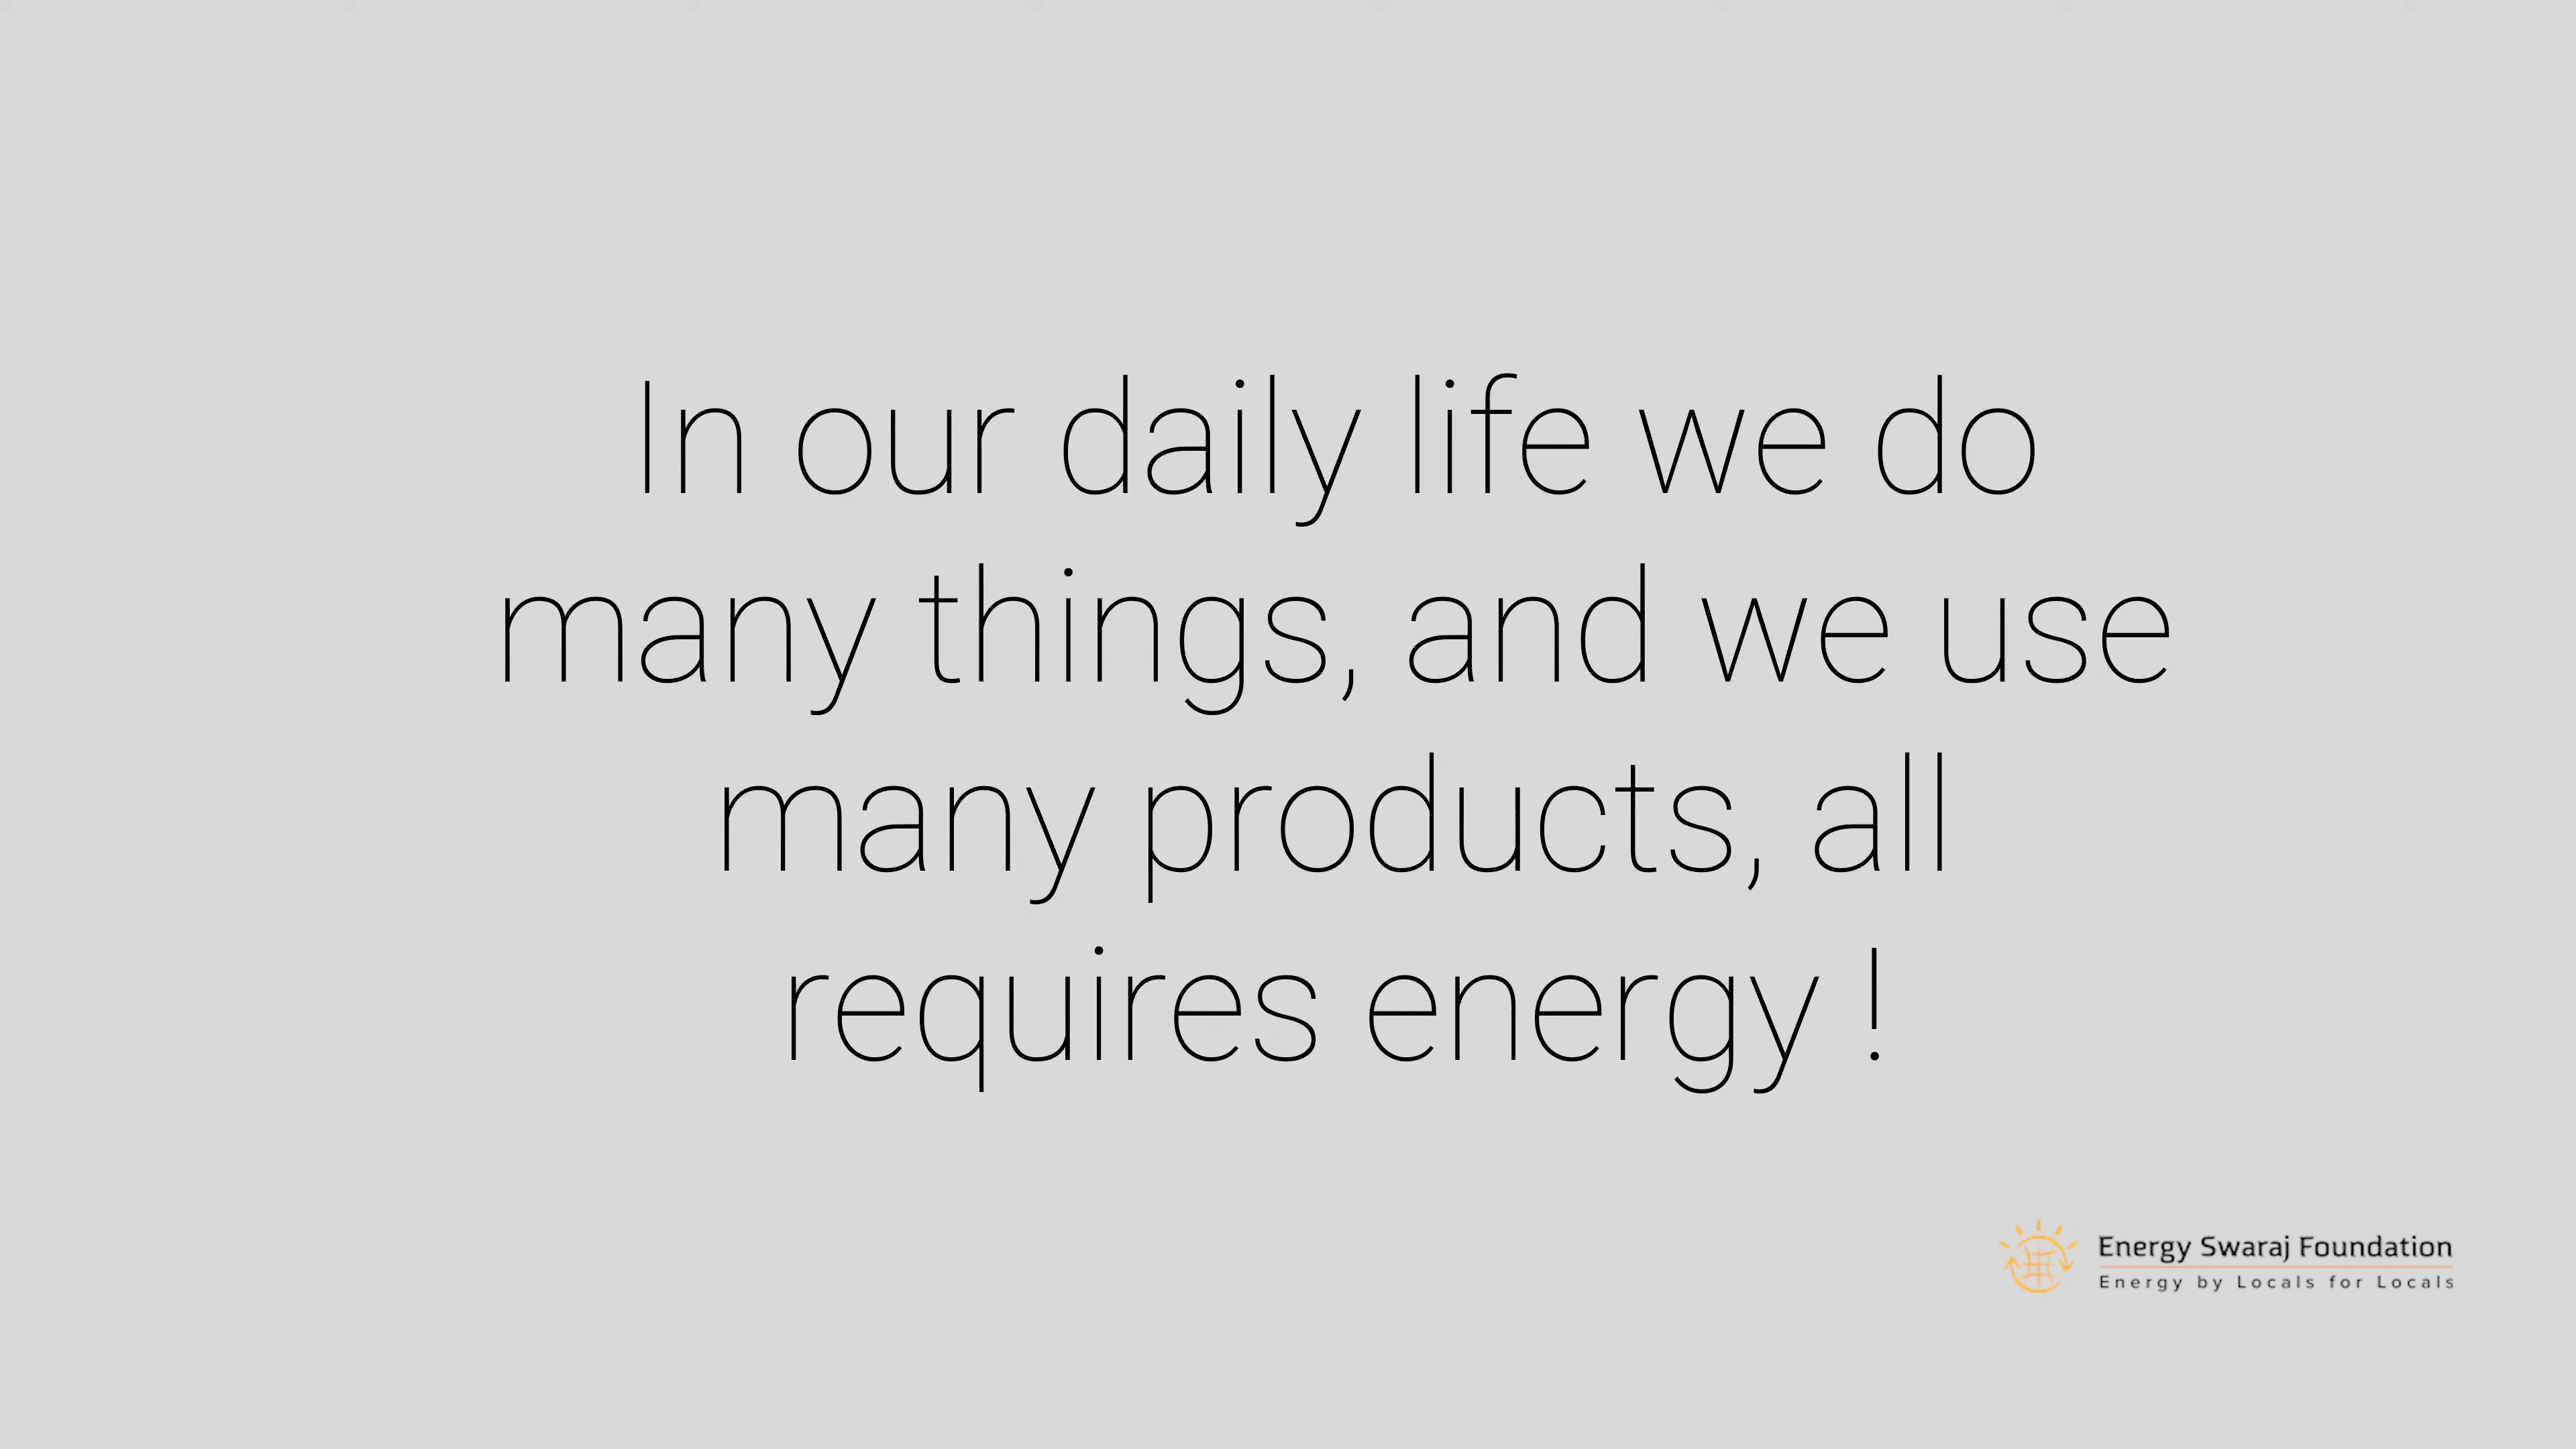 In our daily life we do
many things, and we use
many products, all
requires energy !
Energy Swaraj Foundation
Energy by Locals for Locals